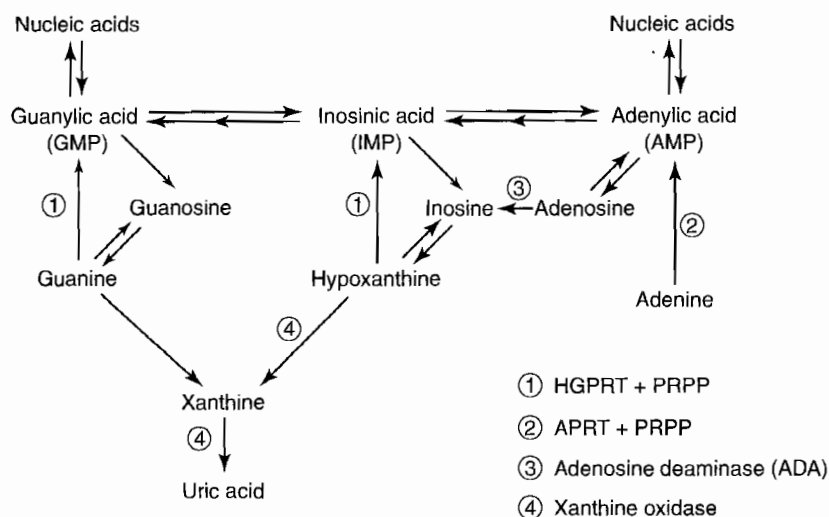 Nucleic acids
Nucleic acids
Guanylic acid
(GMP)
Inosinic acid
(IMP)
Adenylic acid
(AMP)
①
Guanosine
①
Inosine
③
Adenosine
②
Guanine
Hypoxanthine
Adenine
④
Xanthine
④
Uric acid
① HGPRT + PRPP
② APRT + PRPP
③ Adenosine deaminase (ADA)
④ Xanthine oxidase